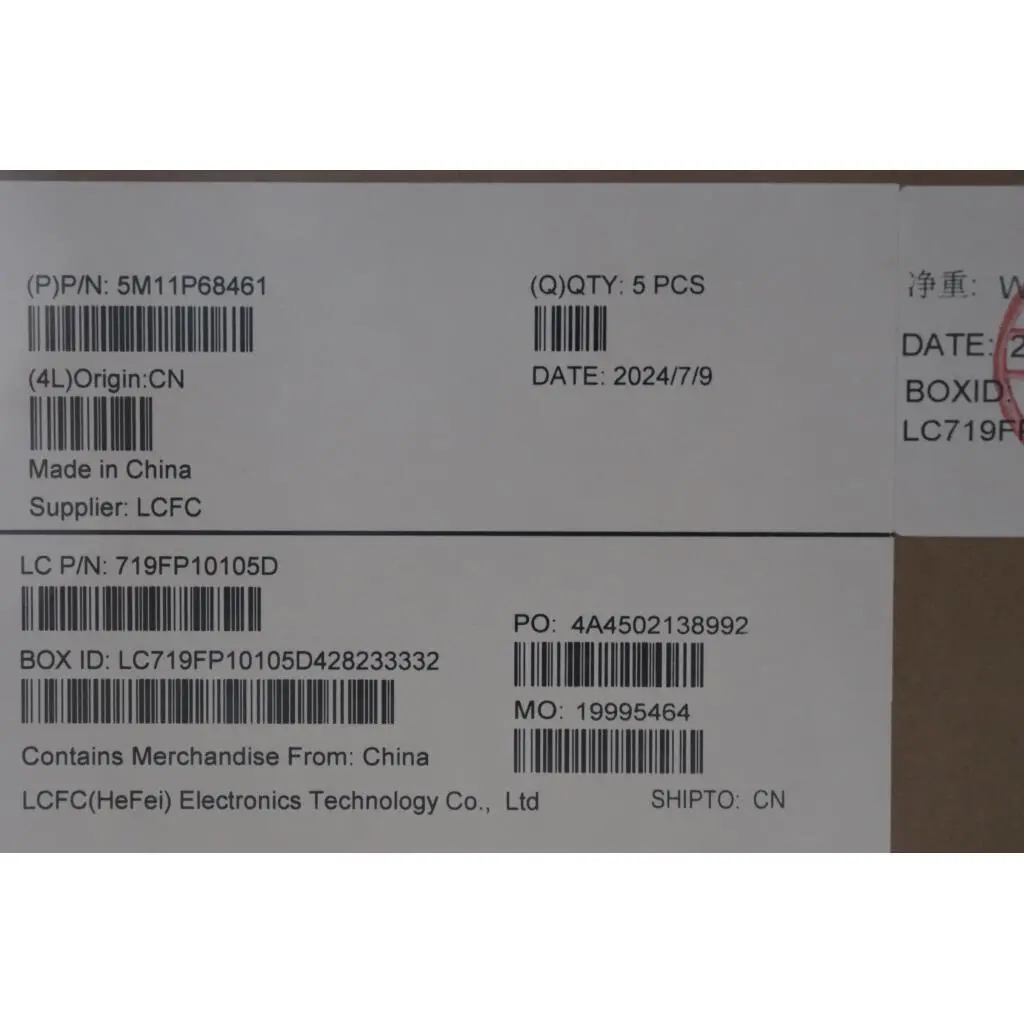 (P)P/N: 5M11P68461
(Q)QTY: 5 PCS
(4L)Origin:CN
DATE: 2024/7/9
Made in China
Supplier: LCFC
净重:
DATE:
BOXID:
LC719F
LC P/N: 719FP10105D
BOX ID: LC719FP10105D428233332
PO: 4A4502138992
MO: 19995464
Contains Merchandise From: China
LCFC(HeFei) Electronics Technology Co., Ltd
SHIPTO: CN